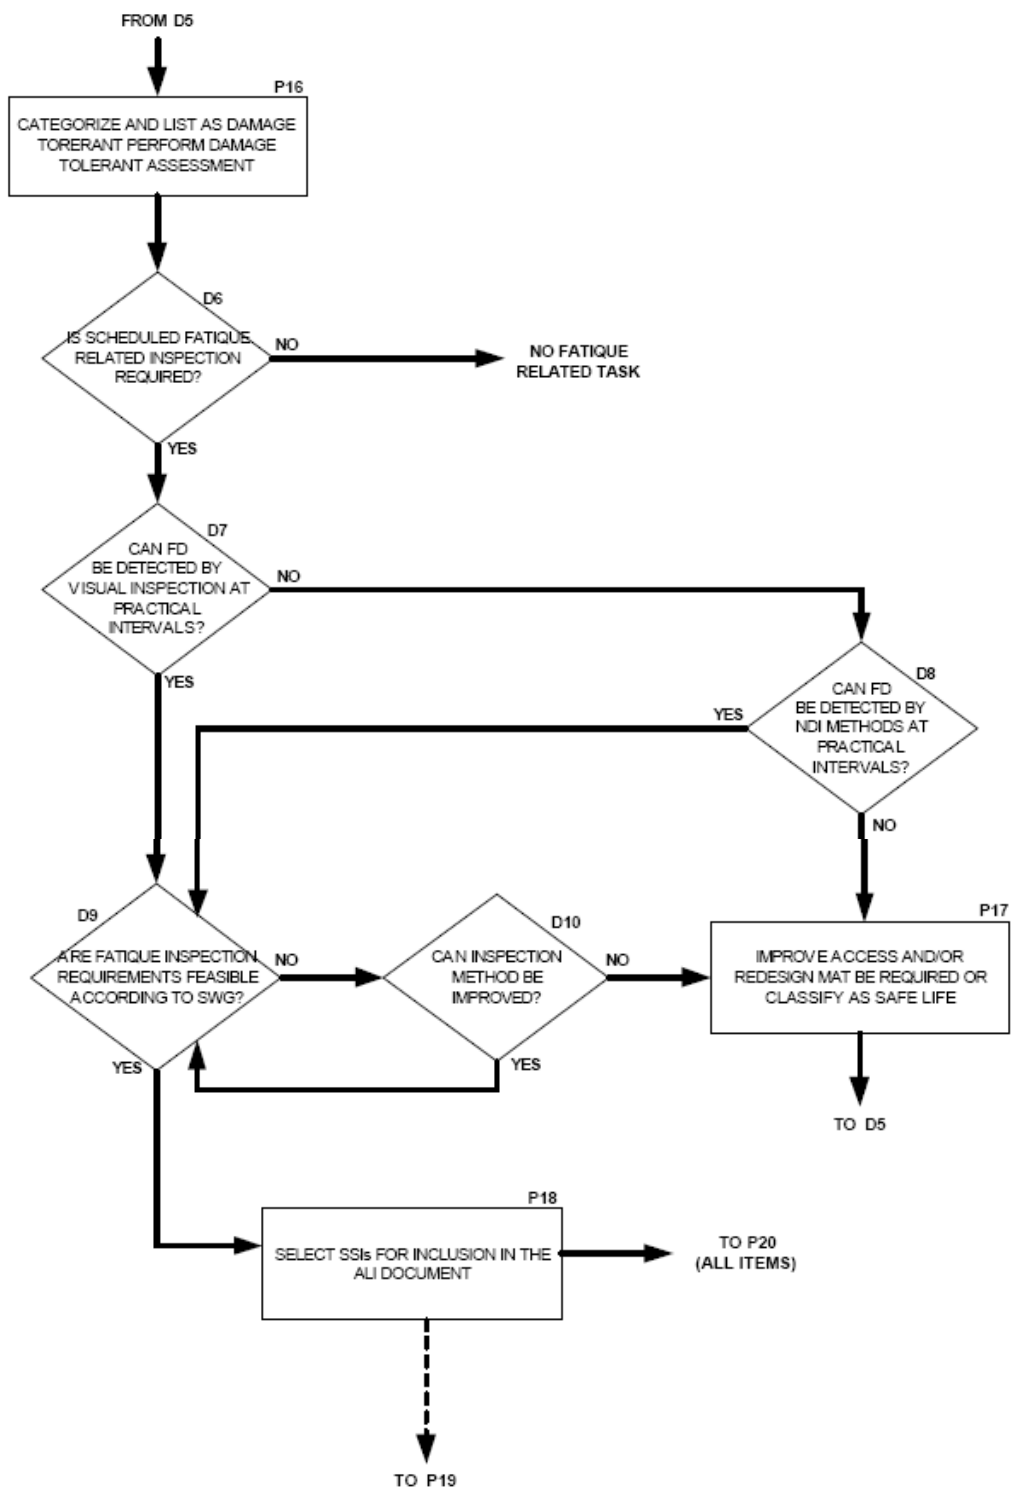 FROM D5
P16
CATEGORIZE AND LIST AS DAMAGE
TORERANT PERFORM DAMAGE
TOLERANT ASSESSMENT
D6
IS SCHEDULED FATIQUE
RELATED INSPECTION
REQUIRED?
NO
NO FATIQUE
RELATED TASK
YES
D7
CAN FD
BE DETECTED BY
VISUAL INSPECTION AT
PRACTICAL
INTERVALS?
NO
YES
D8
CAN FD
BE DETECTED BY
NDI METHODS AT
PRACTICAL
INTERVALS?
YES
NO
D9
ARE FATIQUE INSPECTION
REQUIREMENTS FEASIBLE
ACCORDING TO SWG?
NO
YES
D10
CAN INSPECTION
METHOD BE
IMPROVED?
NO
YES
P17
IMPROVE ACCESS AND/OR
REDESIGN MAT BE REQUIRED OR
CLASSIFY AS SAFE LIFE
TO D5
P18
SELECT SSIs FOR INCLUSION IN THE
ALI DOCUMENT
TO P20
(ALL ITEMS)
TO P19